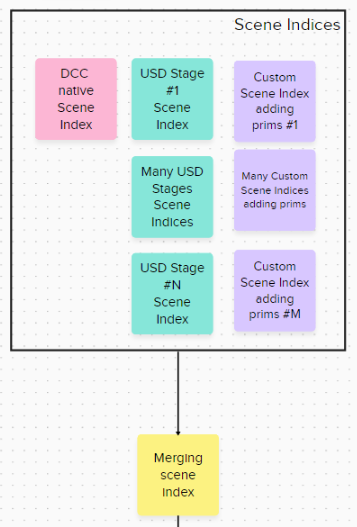 Scene Indices
DCC
native
Scene
Index
USD Stage
#1
Scene
Index
Custom
Scene Index
adding
prims #1
Many USD
Stages
Scene
Indices
Many Custom
Scene Indices
adding prims
USD Stage
#N
Scene
Index
Custom
Scene Index
adding
prims #M
Merging
scene
index